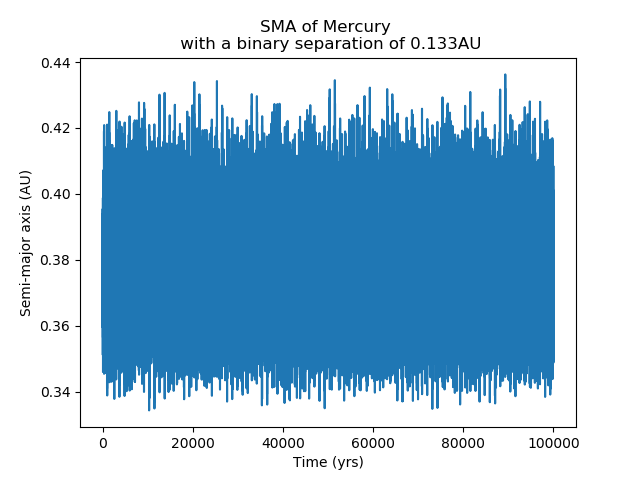 SMA of Mercury
with a binary separation of 0.133AU
0.44
0.42
0.40
0.38
0.36
0.34
Semi-major axis (AU)
0 20000 40000 60000 80000 100000
Time (yrs)